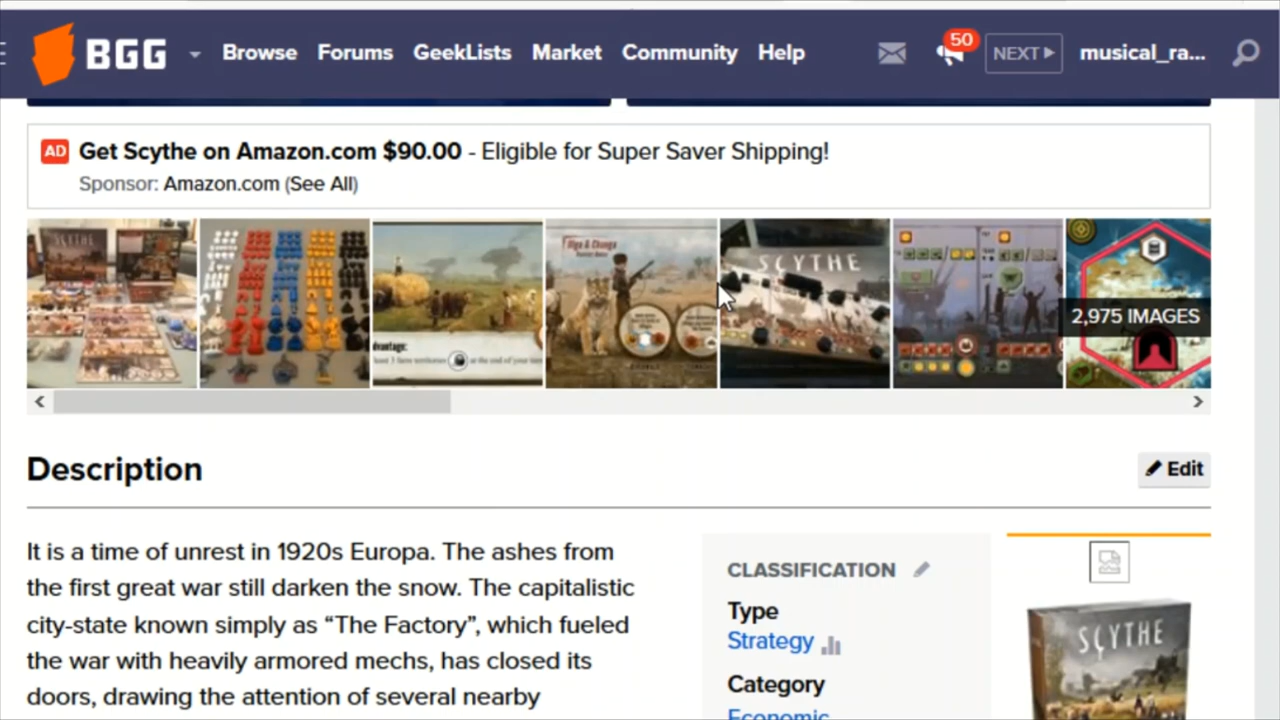 BGG Browse Forums GeekLists Market Community Help 50 NEXT musical_ra...
AD Get Scythe on Amazon.com $90.00 - Eligible for Super Saver Shipping!
Sponsor: Amazon.com (See All)
SCYTHE
Olga & Changa
SCYTHE
2,975 IMAGES
Description
Edit
It is a time of unrest in 1920s Europa. The ashes from
the first great war still darken the snow. The capitalistic
city-state known simply as “The Factory”, which fueled
the war with heavily armored mechs, has closed its
doors, drawing the attention of several nearby
CLASSIFICATION
Type
Strategy
Category
Economic
SCYTHE